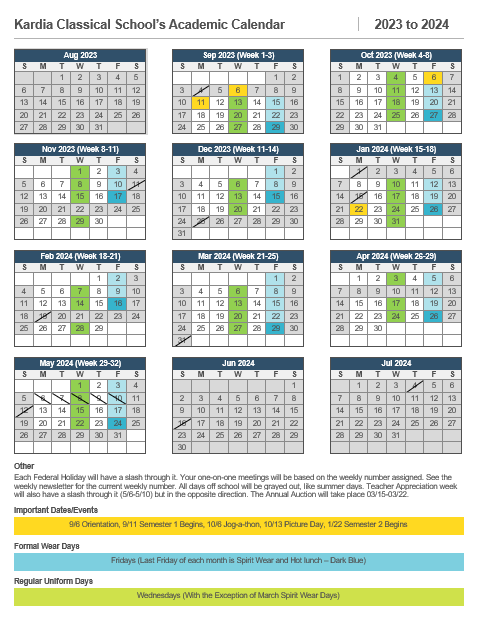 Kardia Classical School's Academic Calendar 2023 to 2024
Aug 2023
S M T W T F S
1 2 3 4 5
6 7 8 9 10 11 12
13 14 15 16 17 18 19
20 21 22 23 24 25 26
27 28 29 30 31
Sep 2023 (Week 1-3)
S M T W T F S
1 2
3 4 5 6 7 8 9
10 11 12 13 14 15 16
17 18 19 20 21 22 23
24 25 26 27 28 29 30
Oct 2023 (Week 4-8)
S M T W T F S
1 2 3 4 5 6 7
8 9 10 11 12 13 14
15 16 17 18 19 20 21
22 23 24 25 26 27 28
29 30 31
Nov 2023 (Week 8-11)
S M T W T F S
1 2 3 4
5 6 7 8 9 10 11
12 13 14 15 16 17 18
19 20 21 22 23 24 25
26 27 28 29 30
Dec 2023 (Week 11-14)
S M T W T F S
1 2
3 4 5 6 7 8 9
10 11 12 13 14 15 16
17 18 19 20 21 22 23
24 25 26 27 28 29 30
31
Jan 2024 (Week 15-18)
S M T W T F S
1 2 3 4 5 6
7 8 9 10 11 12 13
14 15 16 17 18 19 20
21 22 23 24 25 26 27
28 29 30 31
Feb 2024 (Week 18-21)
S M T W T F S
1 2 3
4 5 6 7 8 9 10
11 12 13 14 15 16 17
18 19 20 21 22 23 24
25 26 27 28 29
Mar 2024 (Week 21-25)
S M T W T F S
1 2
3 4 5 6 7 8 9
10 11 12 13 14 15 16
17 18 19 20 21 22 23
24 25 26 27 28 29 30
31
Apr 2024 (Week 26-29)
S M T W T F S
1 2 3 4 5 6
7 8 9 10 11 12 13
14 15 16 17 18 19 20
21 22 23 24 25 26 27
28 29 30
May 2024 (Week 29-32)
S M T W T F S
1 2 3 4
5 6 7 8 9 10 11
12 13 14 15 16 17 18
19 20 21 22 23 24 25
26 27 28 29 30 31
Jun 2024
S M T W T F S
1
2 3 4 5 6 7 8
9 10 11 12 13 14 15
16 17 18 19 20 21 22
23 24 25 26 27 28 29
30
Jul 2024
S M T W T F S
1 2 3 4 5 6
7 8 9 10 11 12 13
14 15 16 17 18 19 20
21 22 23 24 25 26 27
28 29 30 31
Other
Each Federal Holiday will have a slash through it. Your one-on-one meetings will be based on the weekly number assigned. See the
weekly newsletter for the current weekly number. All days off school will be grayed out, like summer days. Teacher Appreciation week
will also have a slash through it (5/6-5/10) but in the opposite direction. The Annual Auction will take place 03/15-03/22.
Important Dates/Events
9/6 Orientation, 9/11 Semester 1 Begins, 10/6 Jog-a-thon, 10/13 Picture Day, 1/22 Semester 2 Begins
Formal Wear Days
Fridays (Last Friday of each month is Spirit Wear and Hot lunch – Dark Blue)
Regular Uniform Days
Wednesdays (With the Exception of March Spirit Wear Days)